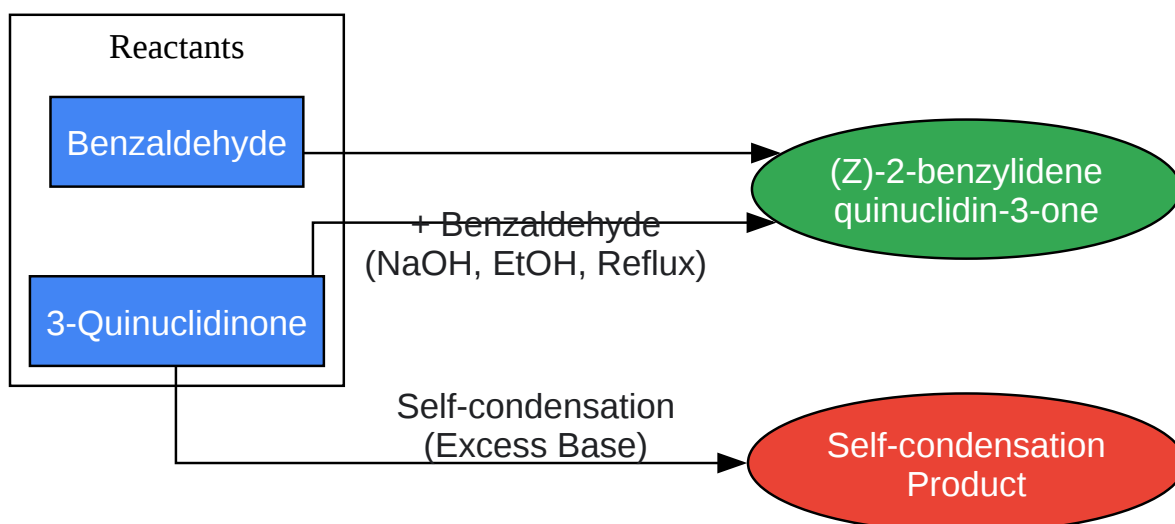 Reactants
Benzaldehyde
(Z)-2-benzylidene
quinuclidin-3-one
+ Benzaldehyde
(NaOH, EtOH, Reflux)
3-Quinuclidinone
Self-condensation
(Excess Base)
Self-condensation
Product